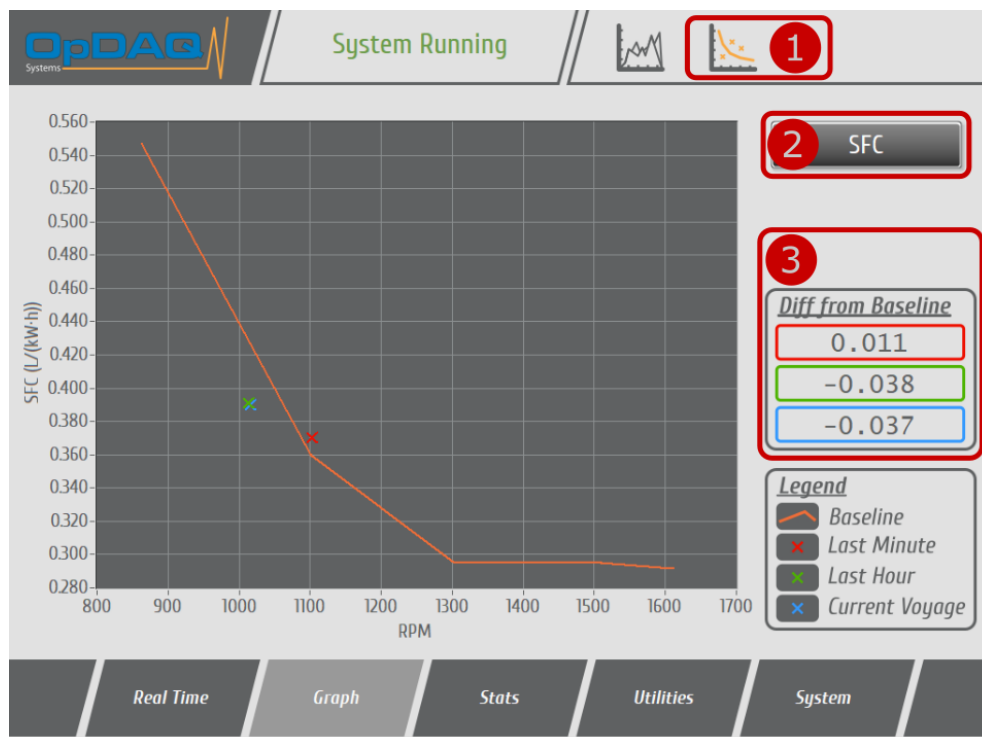 OpDAQ
Systems
System Running
1
2
SFC
3
Diff from Baseline
0.011
-0.038
-0.037
Legend
Baseline
Last Minute
Last Hour
Current Voyage
SFC (L/(kW·h))
0.560
0.540
0.520
0.500
0.480
0.460
0.440
0.420
0.400
0.380
0.360
0.340
0.320
0.300
0.280
800 900 1000 1100 1200 1300 1400 1500 1600 1700
RPM
Real Time Graph Stats Utilities System